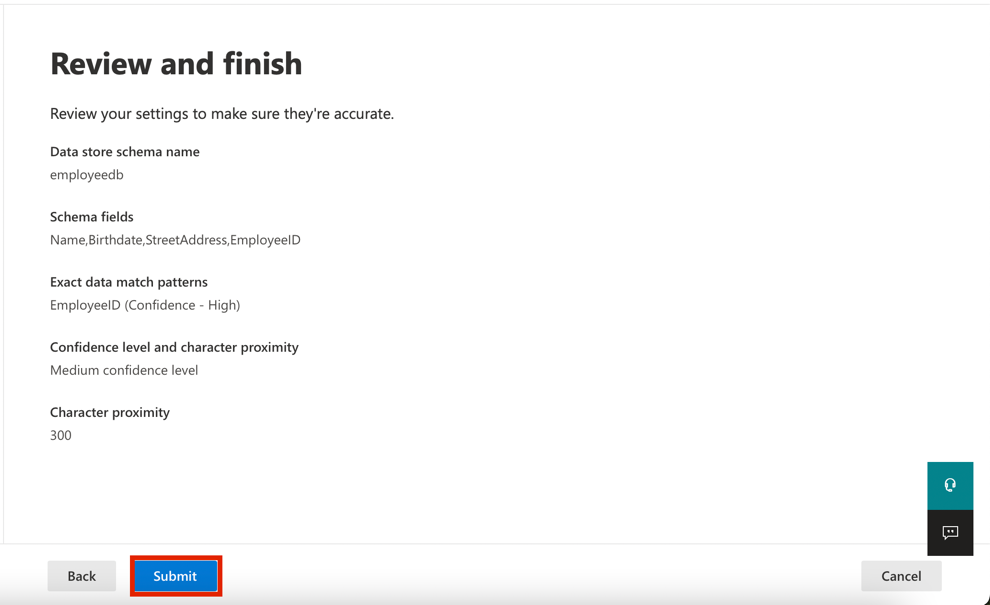 Review and finish
Review your settings to make sure they're accurate.
Data store schema name
employeedb
Schema fields
Name,Birthdate,StreetAddress,EmployeeID
Exact data match patterns
EmployeeID (Confidence - High)
Confidence level and character proximity
Medium confidence level
Character proximity
300
Back
Submit
Cancel